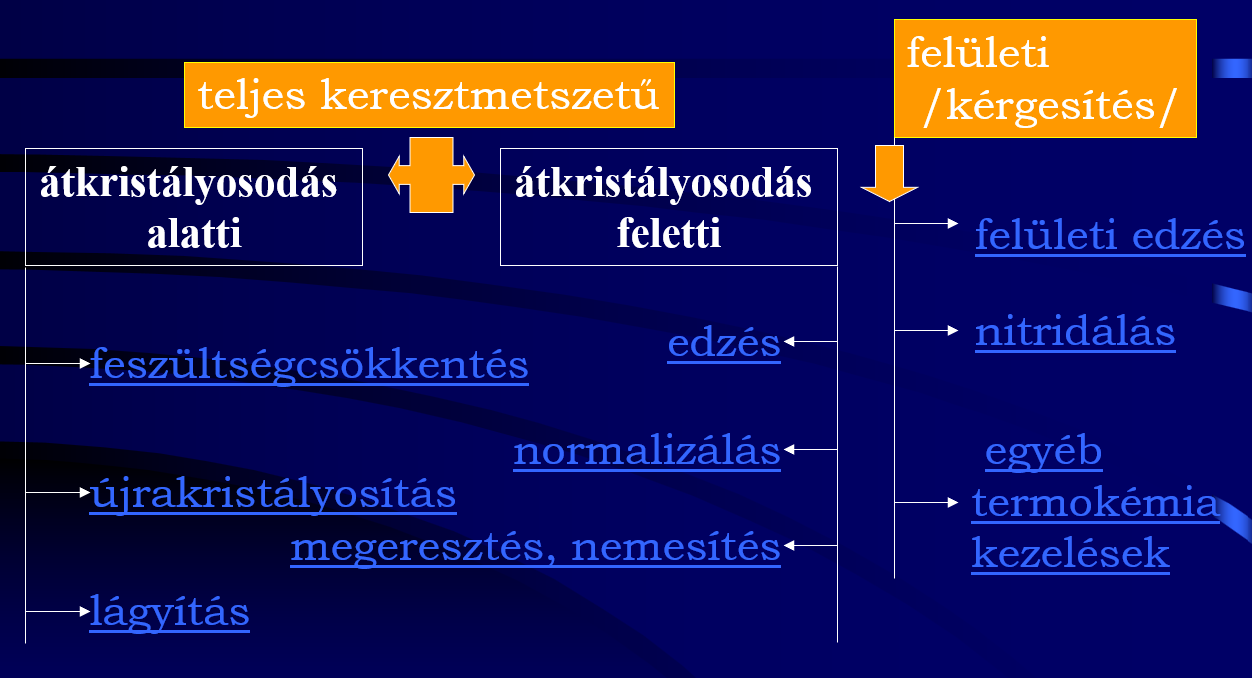 teljes keresztmetszetű
felületi
/kérgesítés/
átkristályosodás
alatti
átkristályosodás
feletti
feszültségcsökkentés
újrakristályosítás
lágyítás
edzés
normalizálás
megeresztés, nemesítés
felületi edzés
nitridálás
egyéb
termokémia
kezelések